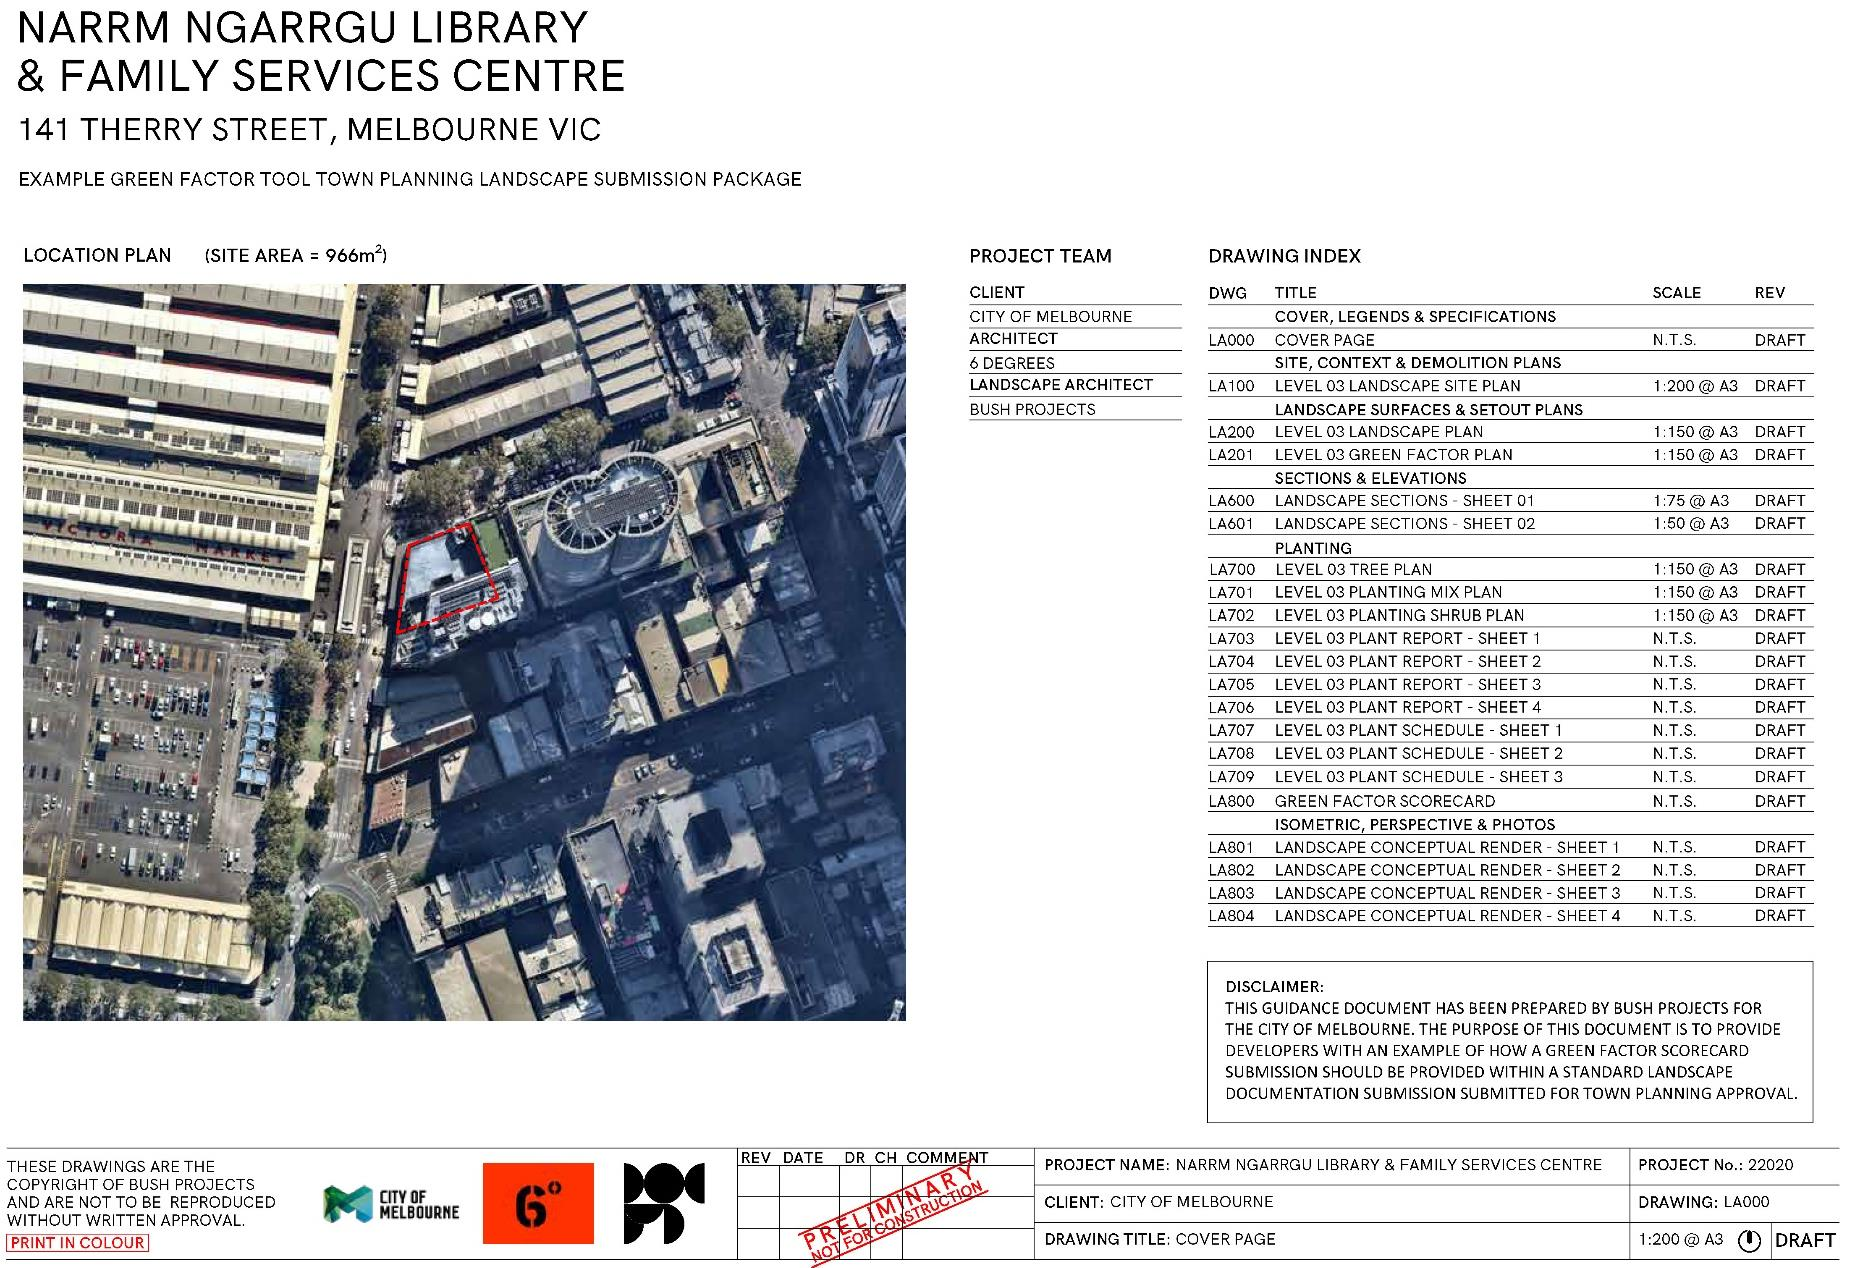 NARRM NGARRGU LIBRARY
& FAMILY SERVICES CENTRE
141 THERRY STREET, MELBOURNE VIC
EXAMPLE GREEN FACTOR TOOL TOWN PLANNING LANDSCAPE SUBMISSION PACKAGE
LOCATION PLAN (SITE AREA = 966m²)
VICTORIA MARKET
PROJECT TEAM
CLIENT
CITY OF MELBOURNE
ARCHITECT
6 DEGREES
LANDSCAPE ARCHITECT
BUSH PROJECTS
DRAWING INDEX
DWG TITLE SCALE REV
COVER, LEGENDS & SPECIFICATIONS
LA000 COVER PAGE N.T.S. DRAFT
SITE, CONTEXT & DEMOLITION PLANS
LA100 LEVEL 03 LANDSCAPE SITE PLAN 1:200 @ A3 DRAFT
LANDSCAPE SURFACES & SETOUT PLANS
LA200 LEVEL 03 LANDSCAPE PLAN 1:150 @ A3 DRAFT
LA201 LEVEL 03 GREEN FACTOR PLAN 1:150 @ A3 DRAFT
SECTIONS & ELEVATIONS
LA600 LANDSCAPE SECTIONS - SHEET 01 1:75 @ A3 DRAFT
LA601 LANDSCAPE SECTIONS - SHEET 02 1:50 @ A3 DRAFT
PLANTING
LA700 LEVEL 03 TREE PLAN 1:150 @ A3 DRAFT
LA701 LEVEL 03 PLANTING MIX PLAN 1:150 @ A3 DRAFT
LA702 LEVEL 03 PLANTING SHRUB PLAN 1:150 @ A3 DRAFT
LA703 LEVEL 03 PLANT REPORT - SHEET 1 N.T.S. DRAFT
LA704 LEVEL 03 PLANT REPORT - SHEET 2 N.T.S. DRAFT
LA705 LEVEL 03 PLANT REPORT - SHEET 3 N.T.S. DRAFT
LA706 LEVEL 03 PLANT REPORT - SHEET 4 N.T.S. DRAFT
LA707 LEVEL 03 PLANT SCHEDULE - SHEET 1 N.T.S. DRAFT
LA708 LEVEL 03 PLANT SCHEDULE - SHEET 2 N.T.S. DRAFT
LA709 LEVEL 03 PLANT SCHEDULE - SHEET 3 N.T.S. DRAFT
LA800 GREEN FACTOR SCORECARD N.T.S. DRAFT
ISOMETRIC, PERSPECTIVE & PHOTOS
LA801 LANDSCAPE CONCEPTUAL RENDER - SHEET 1 N.T.S. DRAFT
LA802 LANDSCAPE CONCEPTUAL RENDER - SHEET 2 N.T.S. DRAFT
LA803 LANDSCAPE CONCEPTUAL RENDER - SHEET 3 N.T.S. DRAFT
LA804 LANDSCAPE CONCEPTUAL RENDER - SHEET 4 N.T.S. DRAFT
DISCLAIMER:
THIS GUIDANCE DOCUMENT HAS BEEN PREPARED BY BUSH PROJECTS FOR
THE CITY OF MELBOURNE. THE PURPOSE OF THIS DOCUMENT IS TO PROVIDE
DEVELOPERS WITH AN EXAMPLE OF HOW A GREEN FACTOR SCORECARD
SUBMISSION SHOULD BE PROVIDED WITHIN A STANDARD LANDSCAPE
DOCUMENTATION SUBMISSION SUBMITTED FOR TOWN PLANNING APPROVAL.
THESE DRAWINGS ARE THE
COPYRIGHT OF BUSH PROJECTS
AND ARE NOT TO BE REPRODUCED
WITHOUT WRITTEN APPROVAL.
PRINT IN COLOUR
CITY OF
MELBOURNE
6°
REV DATE DR CH COMMENT
PRELIMINARY
NOT FOR CONSTRUCTION
PROJECT NAME: NARRM NGARRGU LIBRARY & FAMILY SERVICES CENTRE
CLIENT: CITY OF MELBOURNE
DRAWING TITLE: COVER PAGE
PROJECT No.: 22020
DRAWING: LA000
1:200 @ A3 DRAFT